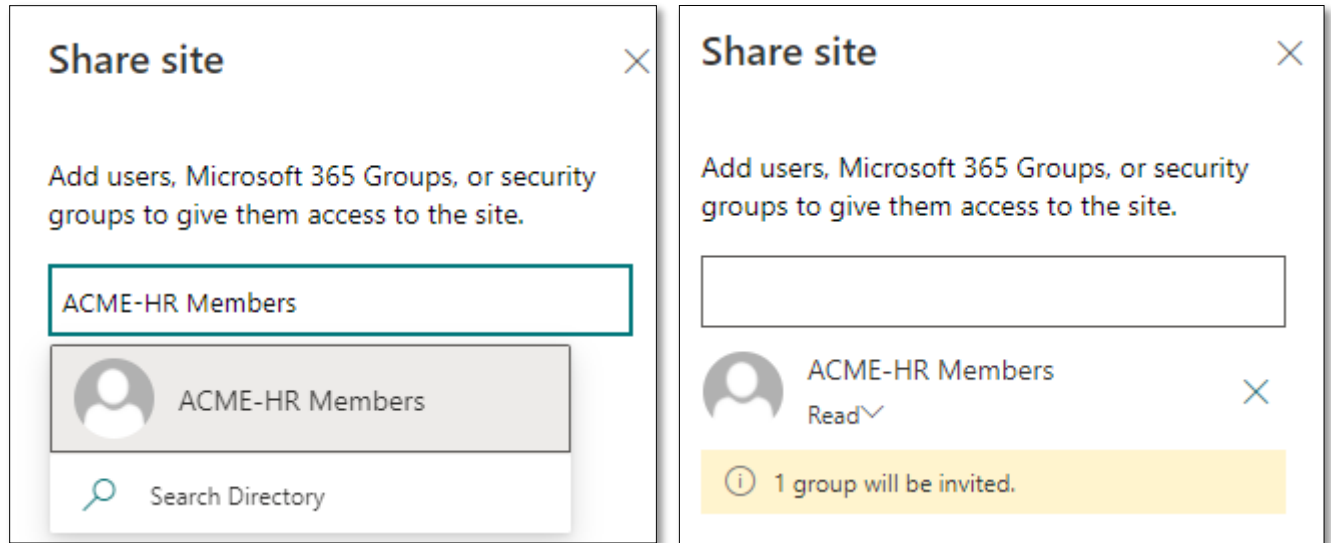 Share site
Add users, Microsoft 365 Groups, or security
groups to give them access to the site.
ACME-HR Members
ACME-HR Members
Search Directory
Share site
Add users, Microsoft 365 Groups, or security
groups to give them access to the site.
ACME-HR Members
Read
1 group will be invited.